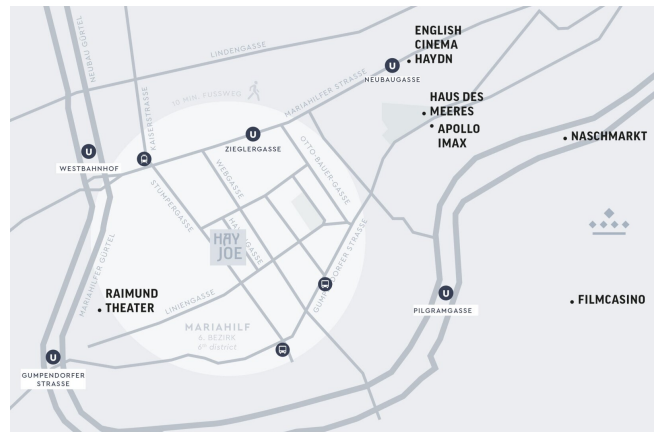 ENGLISH
CINEMA
HAYDN
LINDENGASSE
NEUBAU GÜRTEL
U
NEUBAUGASSE
KAISERSTRASSE
10 MIN. FUSSWEG
MARIAHILFER STRASSE
HAUS DES
MEERES
APOLLO
IMAX
U
ZIEGLERGASSE
NASCHMARKT
U
WESTBAHNHOF
OTTO-BAUER-GASSE
WEBGASSE
STUMPERGASSE
HAY
JOE
GUMPENDORFER STRASSE
MARIAHILFER GÜRTEL
RAIMUND
THEATER
LINIENGASSE
U
PILGRAMGASSE
FILMCASINO
MARIAHILF
6. BEZIRK
6th district
U
GUMPENDORFER
STRASSE